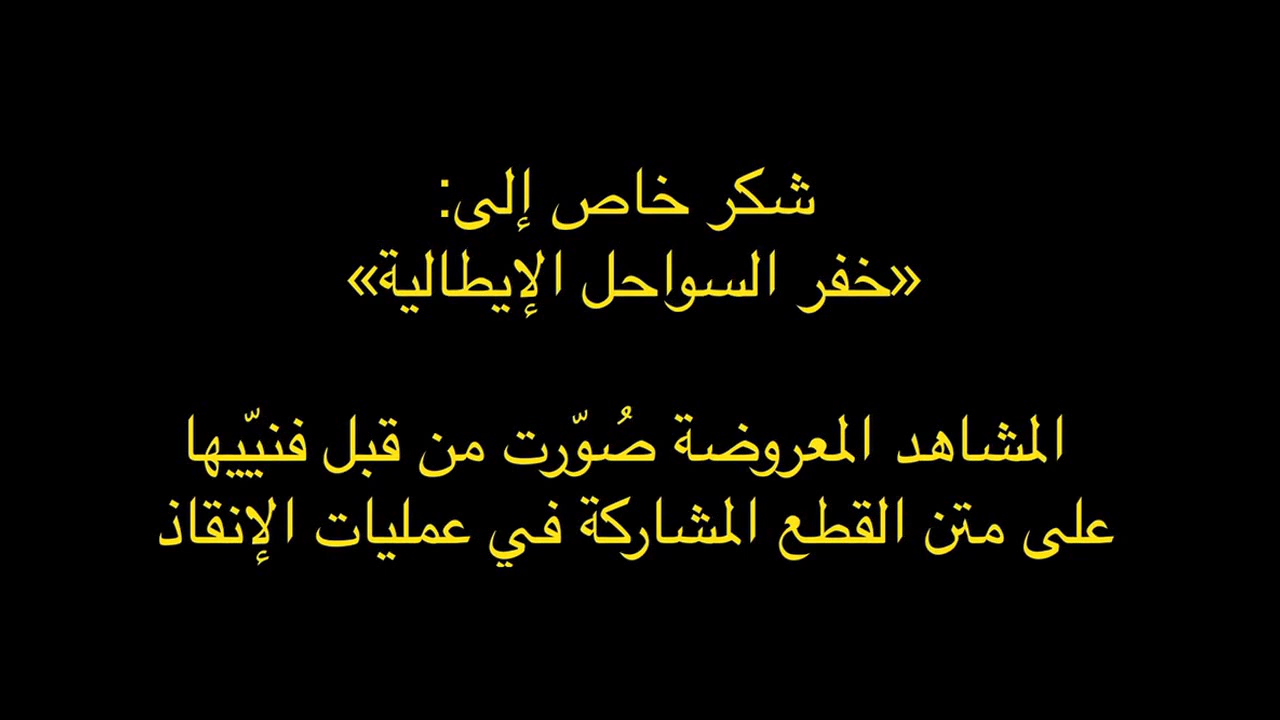 شكر خاص إلى:
«خفر السواحل الإيطالية»
المشاهد المعروضة صُوّرت من قبل فنيّيها
على متن القطع المشاركة في عمليات الإنقاذ